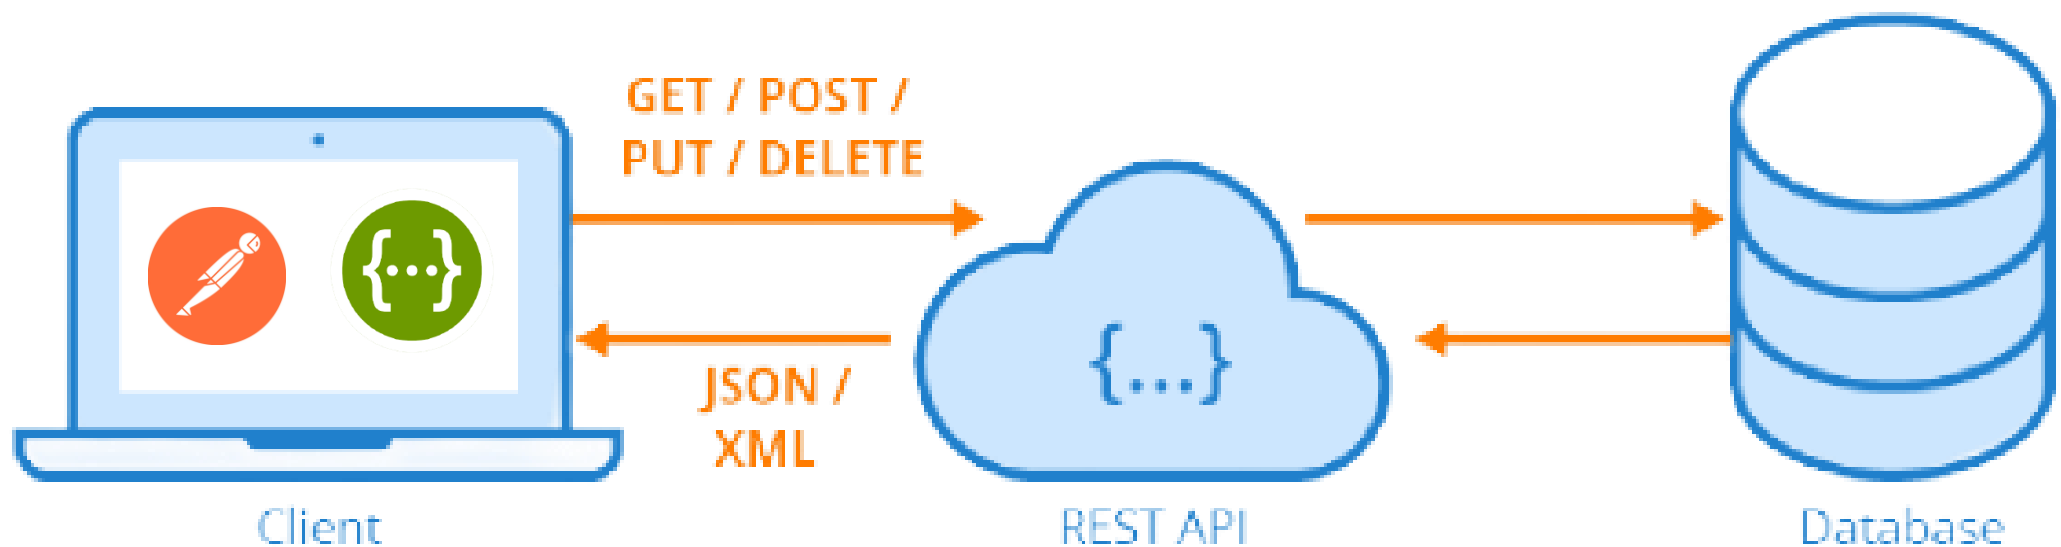 GET / POST /
PUT / DELETE
{...}
{...}
JSON /
XML
Client
REST API
Database